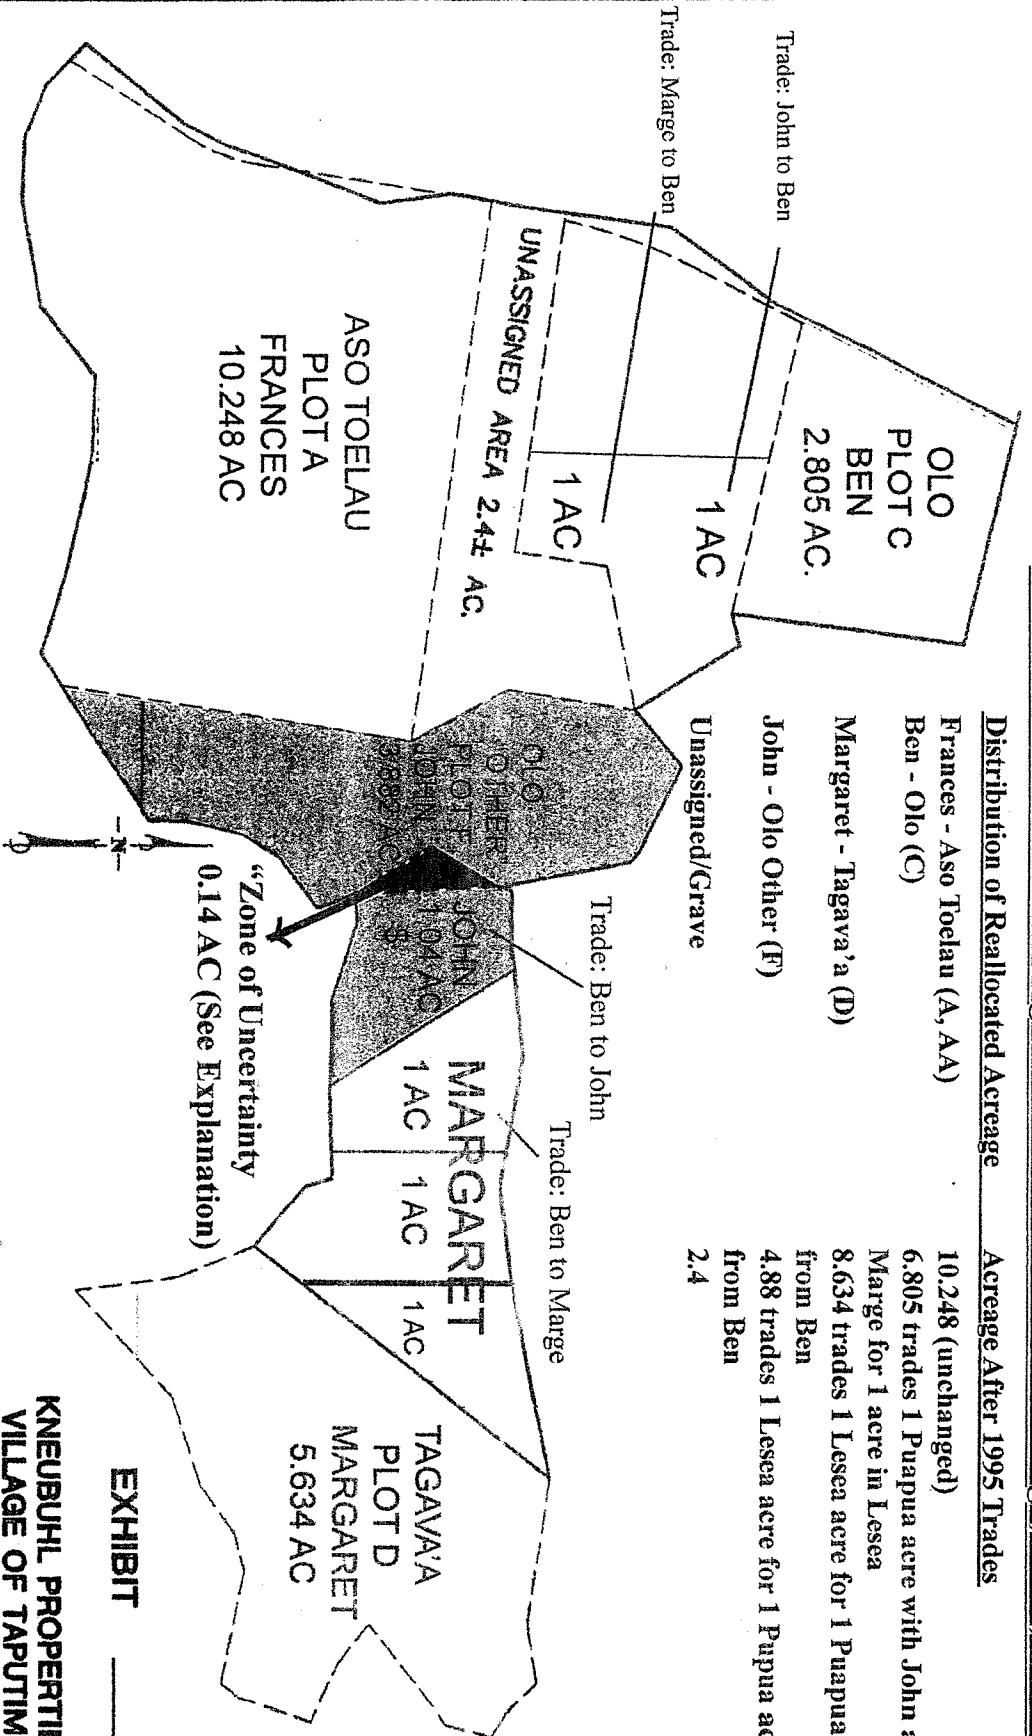 Distribution of Reallocated Acreage
Acreage After 1995 Trades
Frances - Aso Toelau (A, AA)
10.248 (unchanged)
Ben - Olo (C)
6.805 trades 1 Puapua acre with John
Marge for 1 acre in Lesea
Margaret - Tagava'a (D)
8.634 trades 1 Lesea acre for 1 Puapua
from Ben
John - Olo Other (F)
4.88 trades 1 Lesea acre for 1 Pupua
from Ben
Unassigned/Grave
2.4
Trade: John to Ben
Trade: Marge to Ben
OLO
PLOT C
BEN
2.805 AC.
1 AC
1 AC
UNASSIGNED AREA 2.4± AC.
ASO TOELAU
PLOT A
FRANCES
10.248 AC
OLO
'OTHER'
PLOT F
JOHN
3.882 AC
JOHN
1.04 AC
Trade: Ben to John
Trade: Ben to Marge
MARGARET
1 AC
1 AC
1 AC
TAGAVA'A
PLOT D
MARGARET
5.634 AC
"Zone of Uncertainty
0.14 AC (See Explanation)
N
EXHIBIT
KNEUBUHL
VILLAGE OF